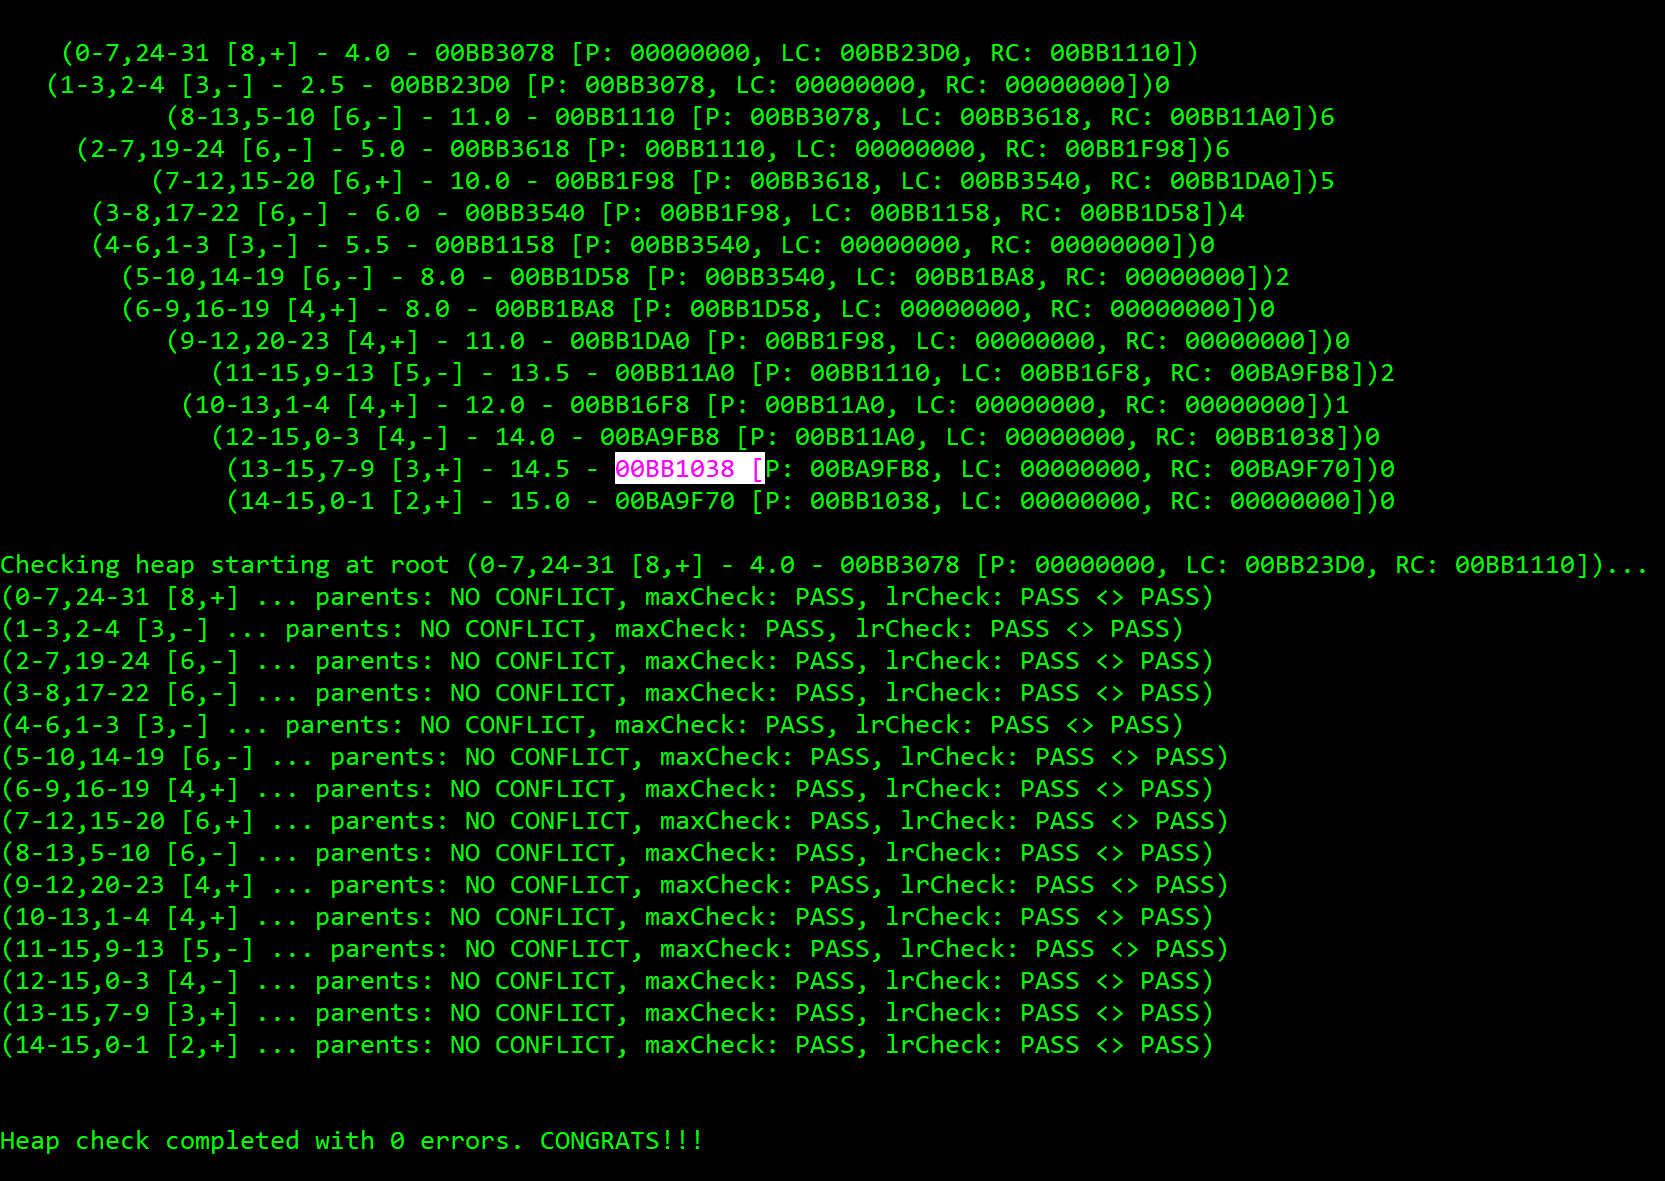 (0-7,24-31 [8,+] - 4.0 - 00BB3078 [P: 00000000, LC: 00BB23D0, RC: 00BB1110])
(1-3,2-4 [3,-] - 2.5 - 00BB23D0 [P: 00BB3078, LC: 00000000, RC: 00000000])0
(8-13,5-10 [6,-] - 11.0 - 00BB1110 [P: 00BB3078, LC: 00BB3618, RC: 00BB11A0])6
(2-7,19-24 [6,-] - 5.0 - 00BB3618 [P: 00BB1110, LC: 00000000, RC: 00BB1F98])6
(7-12,15-20 [6,+] - 10.0 - 00BB1F98 [P: 00BB3618, LC: 00BB3540, RC: 00BB1DA0])5
(3-8,17-22 [6,-] - 6.0 - 00BB3540 [P: 00BB1F98, LC: 00BB1158, RC: 00BB1D58])4
(4-6,1-3 [3,-] - 5.5 - 00BB1158 [P: 00BB3540, LC: 00000000, RC: 00000000])0
(5-10,14-19 [6,-] - 8.0 - 00BB1D58 [P: 00BB3540, LC: 00BB1BA8, RC: 00000000])2
(6-9,16-19 [4,+] - 8.0 - 00BB1BA8 [P: 00BB1D58, LC: 00000000, RC: 00000000])0
(9-12,20-23 [4,+] - 11.0 - 00BB1DA0 [P: 00BB1F98, LC: 00000000, RC: 00000000])0
(11-15,9-13 [5,-] - 13.5 - 00BB11A0 [P: 00BB1110, LC: 00BB16F8, RC: 00BA9FB8])2
(10-13,1-4 [4,+] - 12.0 - 00BB16F8 [P: 00BB11A0, LC: 00000000, RC: 00000000])1
(12-15,0-3 [4,-] - 14.0 - 00BA9FB8 [P: 00BB11A0, LC: 00000000, RC: 00BB1038])0
(13-15,7-9 [3,+] - 14.5 - 00BB1038 [P: 00BA9FB8, LC: 00000000, RC: 00BA9F70])0
(14-15,0-1 [2,+] - 15.0 - 00BA9F70 [P: 00BB1038, LC: 00000000, RC: 00000000])0
Checking heap starting at root (0-7,24-31 [8,+] - 4.0 - 00BB3078 [P: 00000000, LC: 00BB23D0, RC: 00BB1110])...
(0-7,24-31 [8,+] ... parents: NO CONFLICT, maxCheck: PASS, lrCheck: PASS <> PASS)
(1-3,2-4 [3,-] ... parents: NO CONFLICT, maxCheck: PASS, lrCheck: PASS <> PASS)
(2-7,19-24 [6,-] ... parents: NO CONFLICT, maxCheck: PASS, lrCheck: PASS <> PASS)
(3-8,17-22 [6,-] ... parents: NO CONFLICT, maxCheck: PASS, lrCheck: PASS <> PASS)
(4-6,1-3 [3,-] ... parents: NO CONFLICT, maxCheck: PASS, lrCheck: PASS <> PASS)
(5-10,14-19 [6,-] ... parents: NO CONFLICT, maxCheck: PASS, lrCheck: PASS <> PASS)
(6-9,16-19 [4,+] ... parents: NO CONFLICT, maxCheck: PASS, lrCheck: PASS <> PASS)
(7-12,15-20 [6,+] ... parents: NO CONFLICT, maxCheck: PASS, lrCheck: PASS <> PASS)
(8-13,5-10 [6,-] ... parents: NO CONFLICT, maxCheck: PASS, lrCheck: PASS <> PASS)
(9-12,20-23 [4,+] ... parents: NO CONFLICT, maxCheck: PASS, lrCheck: PASS <> PASS)
(10-13,1-4 [4,+] ... parents: NO CONFLICT, maxCheck: PASS, lrCheck: PASS <> PASS)
(11-15,9-13 [5,-] ... parents: NO CONFLICT, maxCheck: PASS, lrCheck: PASS <> PASS)
(12-15,0-3 [4,-] ... parents: NO CONFLICT, maxCheck: PASS, lrCheck: PASS <> PASS)
(13-15,7-9 [3,+] ... parents: NO CONFLICT, maxCheck: PASS, lrCheck: PASS <> PASS)
(14-15,0-1 [2,+] ... parents: NO CONFLICT, maxCheck: PASS, lrCheck: PASS <> PASS)
Heap check completed with 0 errors. CONGRATS!!!